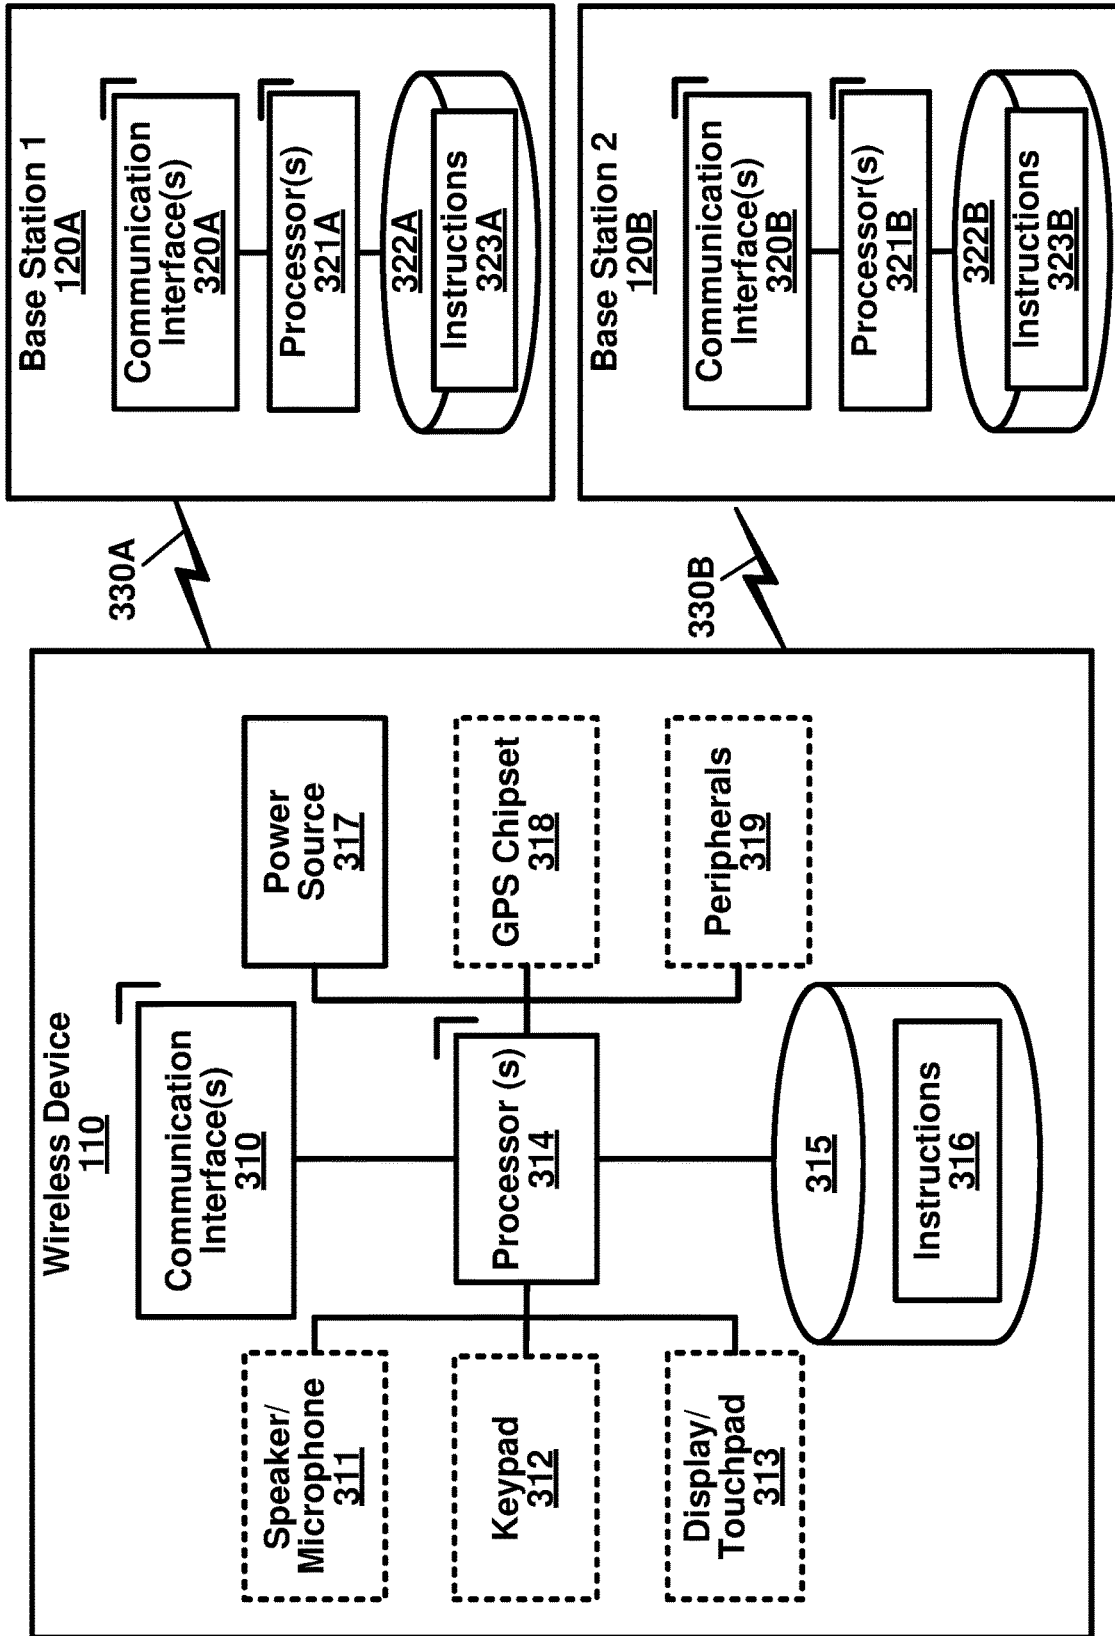 Wireless Device
110
Communication
Interface(s)
310
Speaker/
Microphone
311
Keypad
312
Display/
Touchpad
313
Processor (s)
314
315
Instructions
316
Power
Source
317
GPS Chipset
318
Peripherals
319
330A
330B
Base Station 1
120A
Communication
Interface(s)
320A
Processor(s)
321A
322A
Instructions
323A
Base Station 2
120B
Communication
Interface(s)
320B
Processor(s)
321B
322B
Instructions
323B